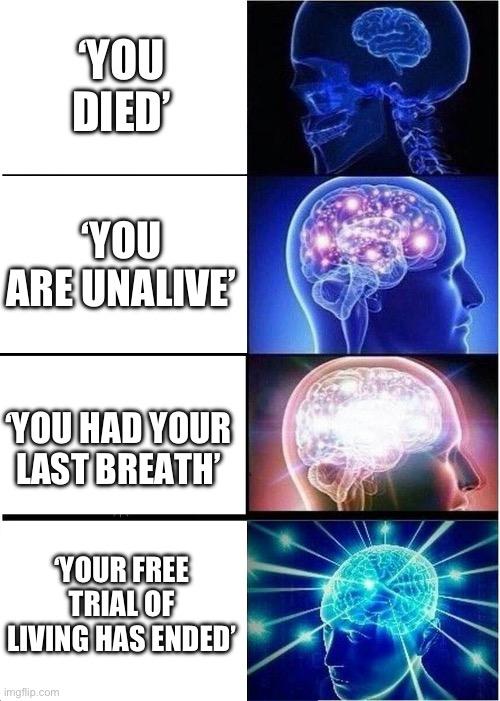 ‘YOU
DIED’
‘YOU
ARE UNALIVE’
‘YOU HAD YOUR
LAST BREATH’
‘YOUR FREE
TRIAL OF
LIVING HAS ENDED’
imgflip.com